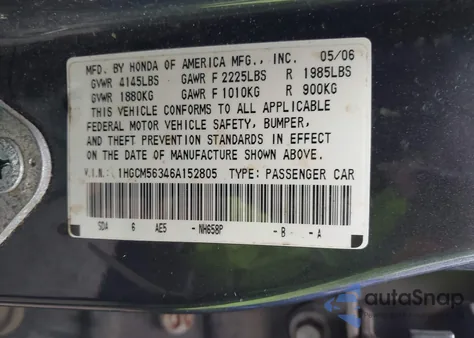 MFD. BY HONDA OF AMERICA MFG., INC. 05/06
GVWR 4145LBS GAWR F 2225LBS R 1985LBS
GVWR 1880KG GAWR F 1010KG R 900KG
THIS VEHICLE CONFORMS TO ALL APPLICABLE
FEDERAL MOTOR VEHICLE SAFETY, BUMPER,
AND THEFT PREVENTION STANDARDS IN EFFECT
ON THE DATE OF MANUFACTURE SHOWN ABOVE.
V.I.N.: 1HGCM56346A152805 TYPE: PASSENGER CAR
SDA 6 AE5 -NH658P -B -A
autoSnap